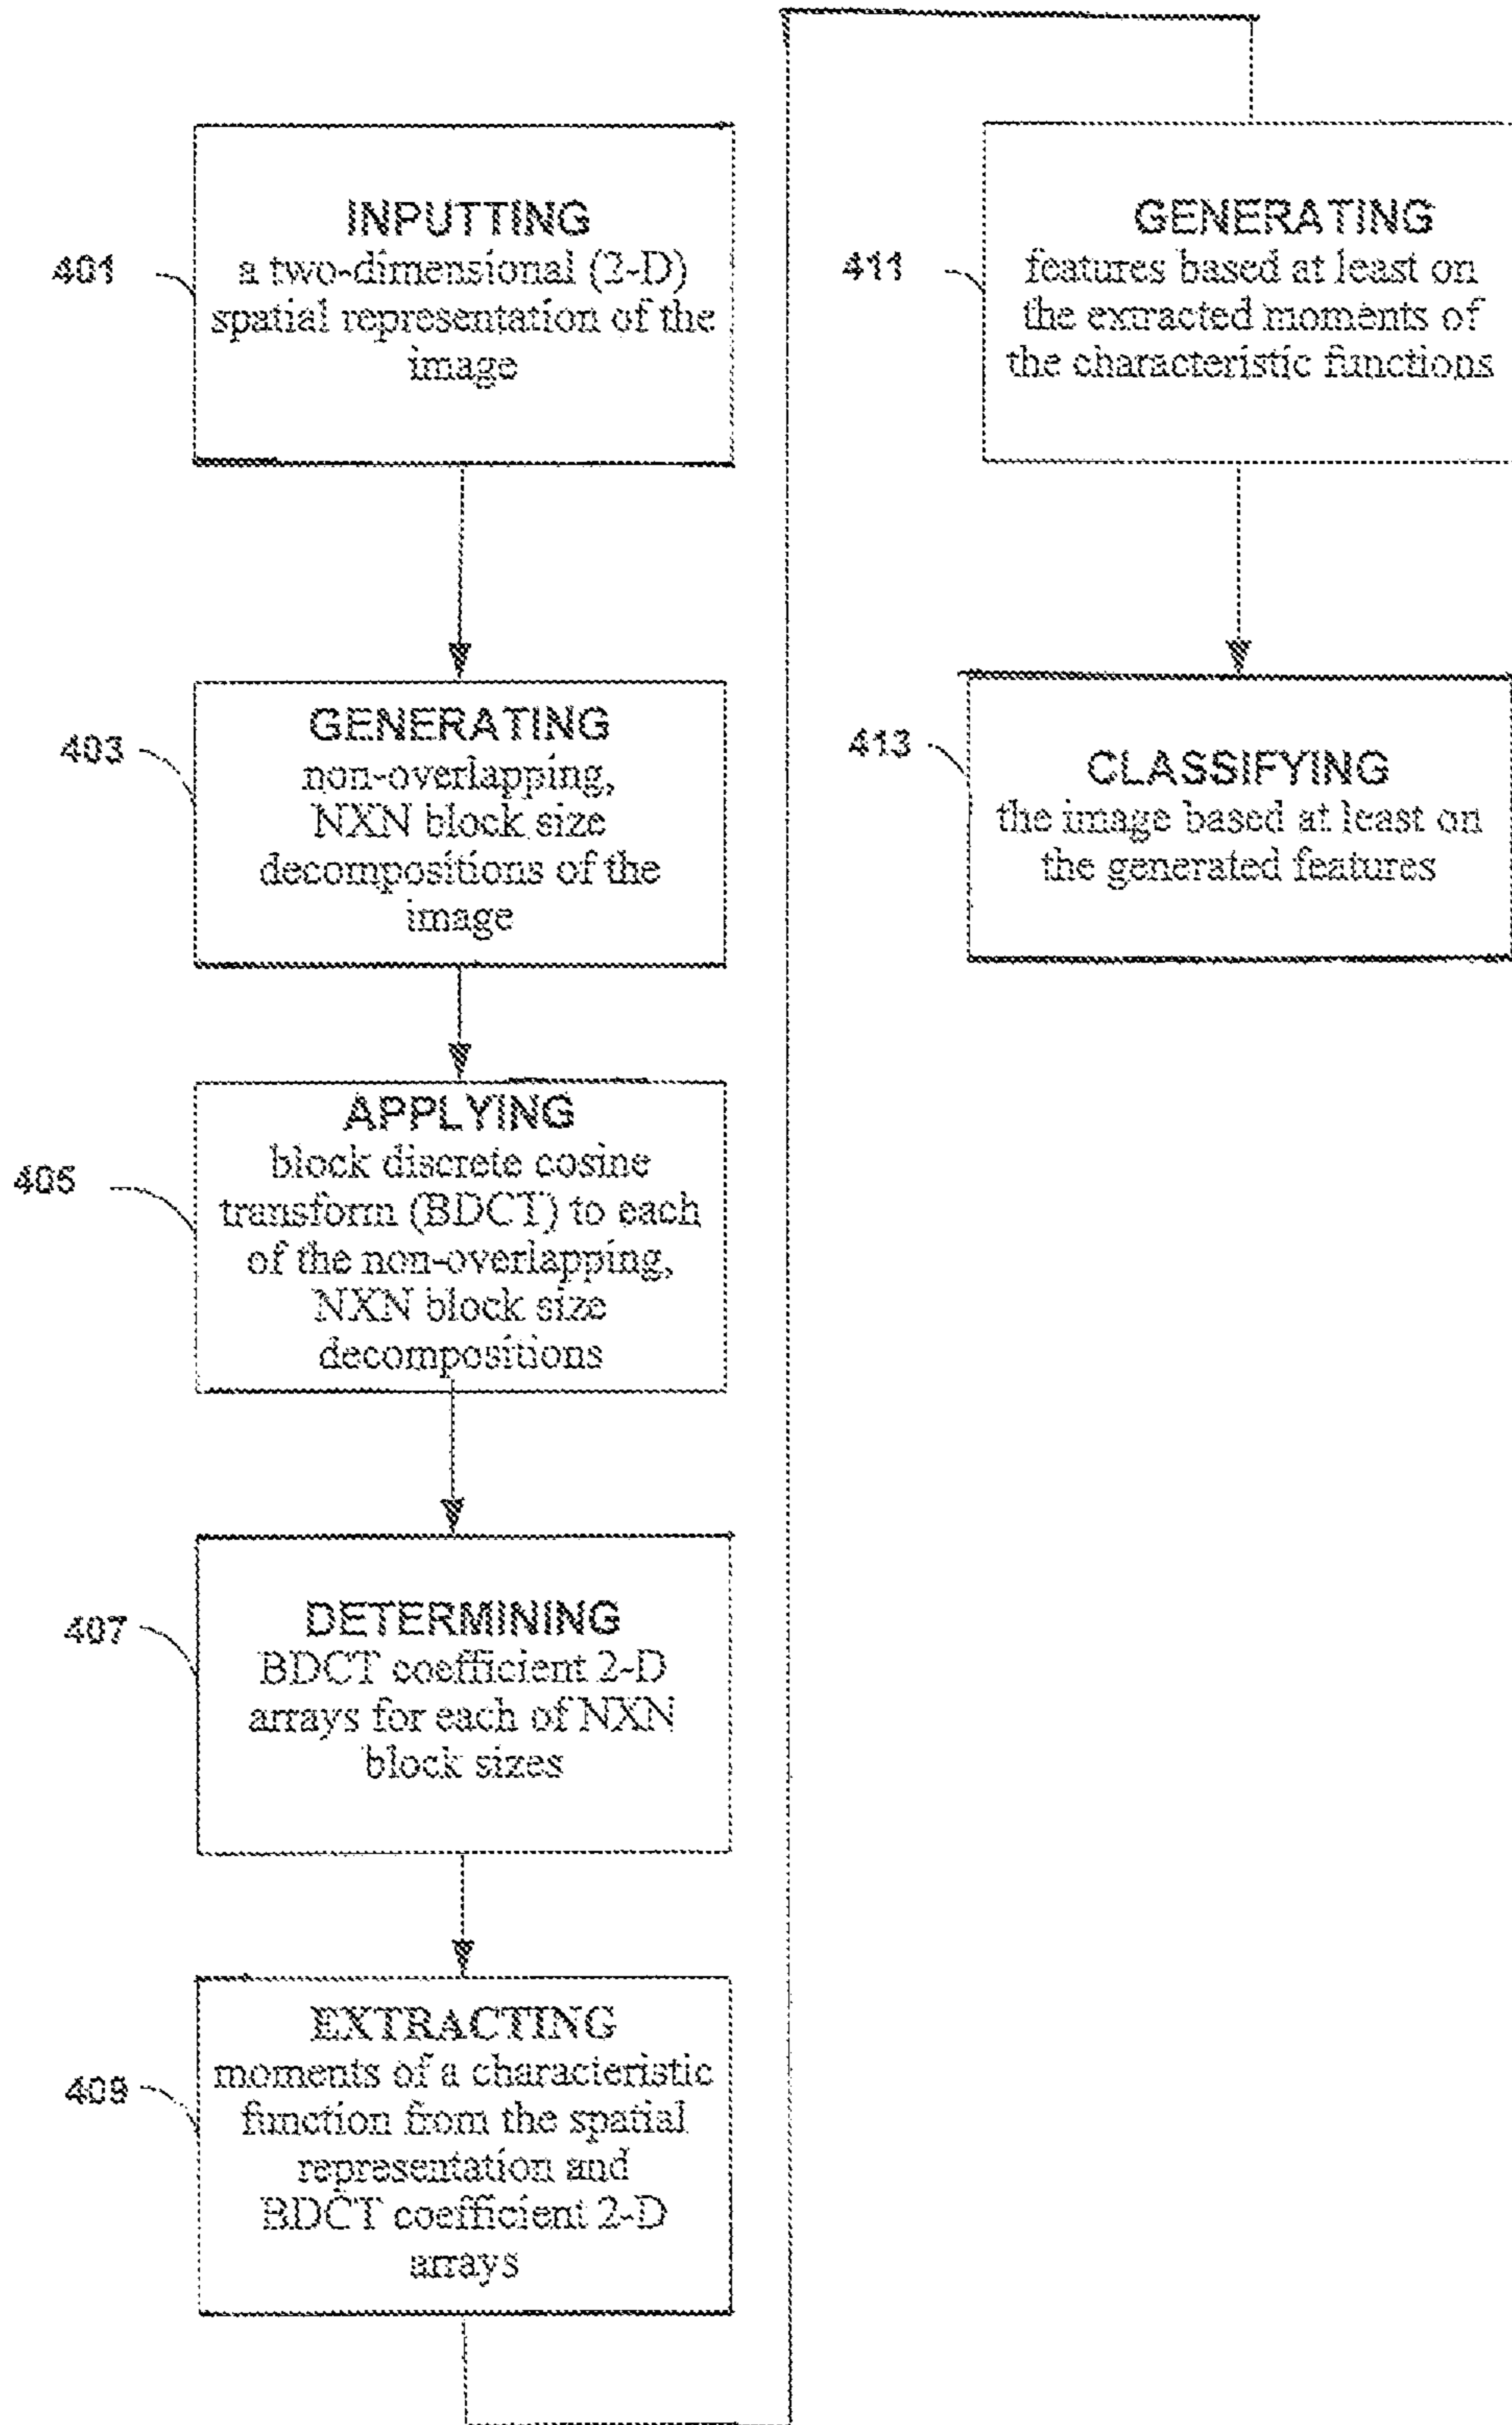 401
INPUTTING
a two-dimensional (2-D)
spatial representation of the
image
403
GENERATING
non-overlapping,
NXN block size
decompositions of the
image
405
APPLYING
block discrete cosine
transform (BDCT) to each
of the non-overlapping,
NXN block size
decompositions
407
DETERMINING
BDCT coefficient 2-D
arrays for each of NXN
block sizes
409
EXTRACTING
moments of a characteristic
function from the spatial
representation and
BDCT coefficient 2-D
arrays
411
GENERATING
features based at least on
the extracted moments of
the characteristic functions
413
CLASSIFYING
the image based at least on
the generated features